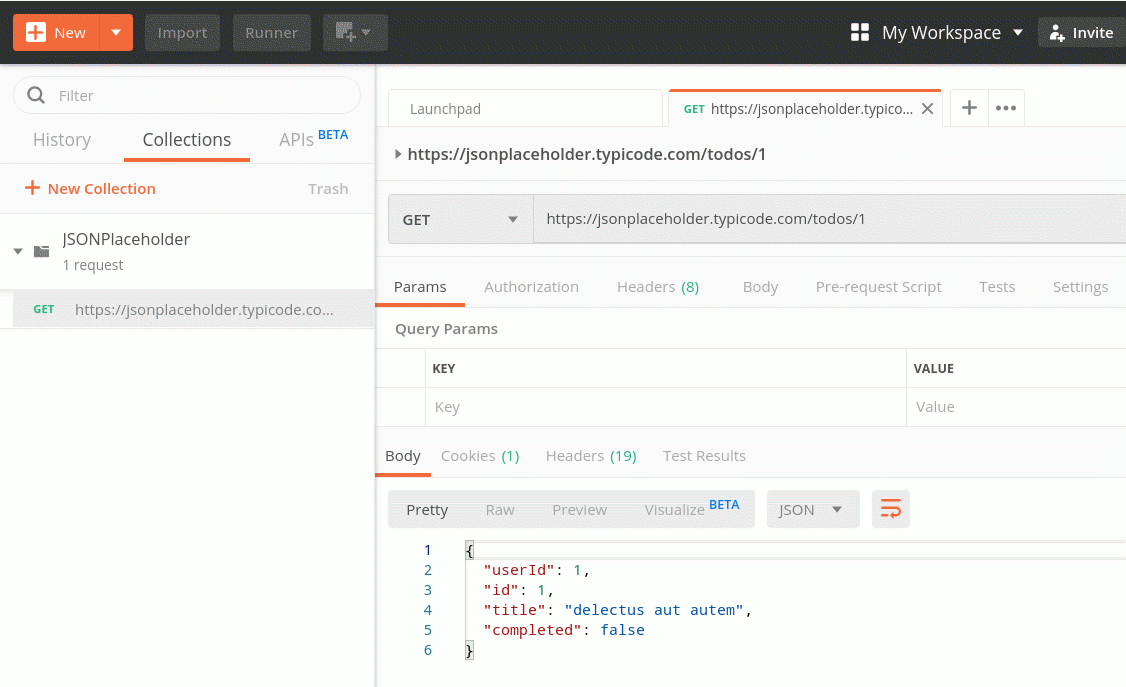 New Import Runner My Workspace Invite
Filter
History Collections APIs BETA
New Collection Trash
JSONPlaceholder
1 request
GET https://jsonplaceholder.typicode.co...
Launchpad GET https://jsonplaceholder.typico...
https://jsonplaceholder.typicode.com/todos/1
GET https://jsonplaceholder.typicode.com/todos/1
Params Authorization Headers (8) Body Pre-request Script Tests Settings
Query Params
KEY VALUE
Key Value
Body Cookies (1) Headers (19) Test Results
Pretty Raw Preview Visualize BETA JSON
1 {
2 "userId": 1,
3 "id": 1,
4 "title": "delectus aut autem",
5 "completed": false
6 }